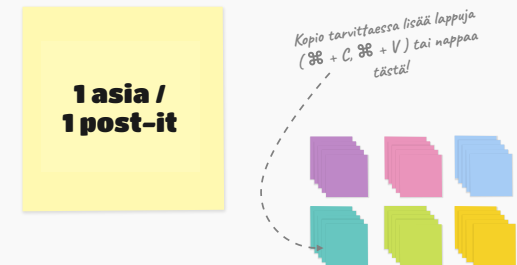 1 asia /
1 post-it
Kopio tarvittaessa lisää lappuja
(⌘ + C, ⌘ + V) tai nappaa
tästä!